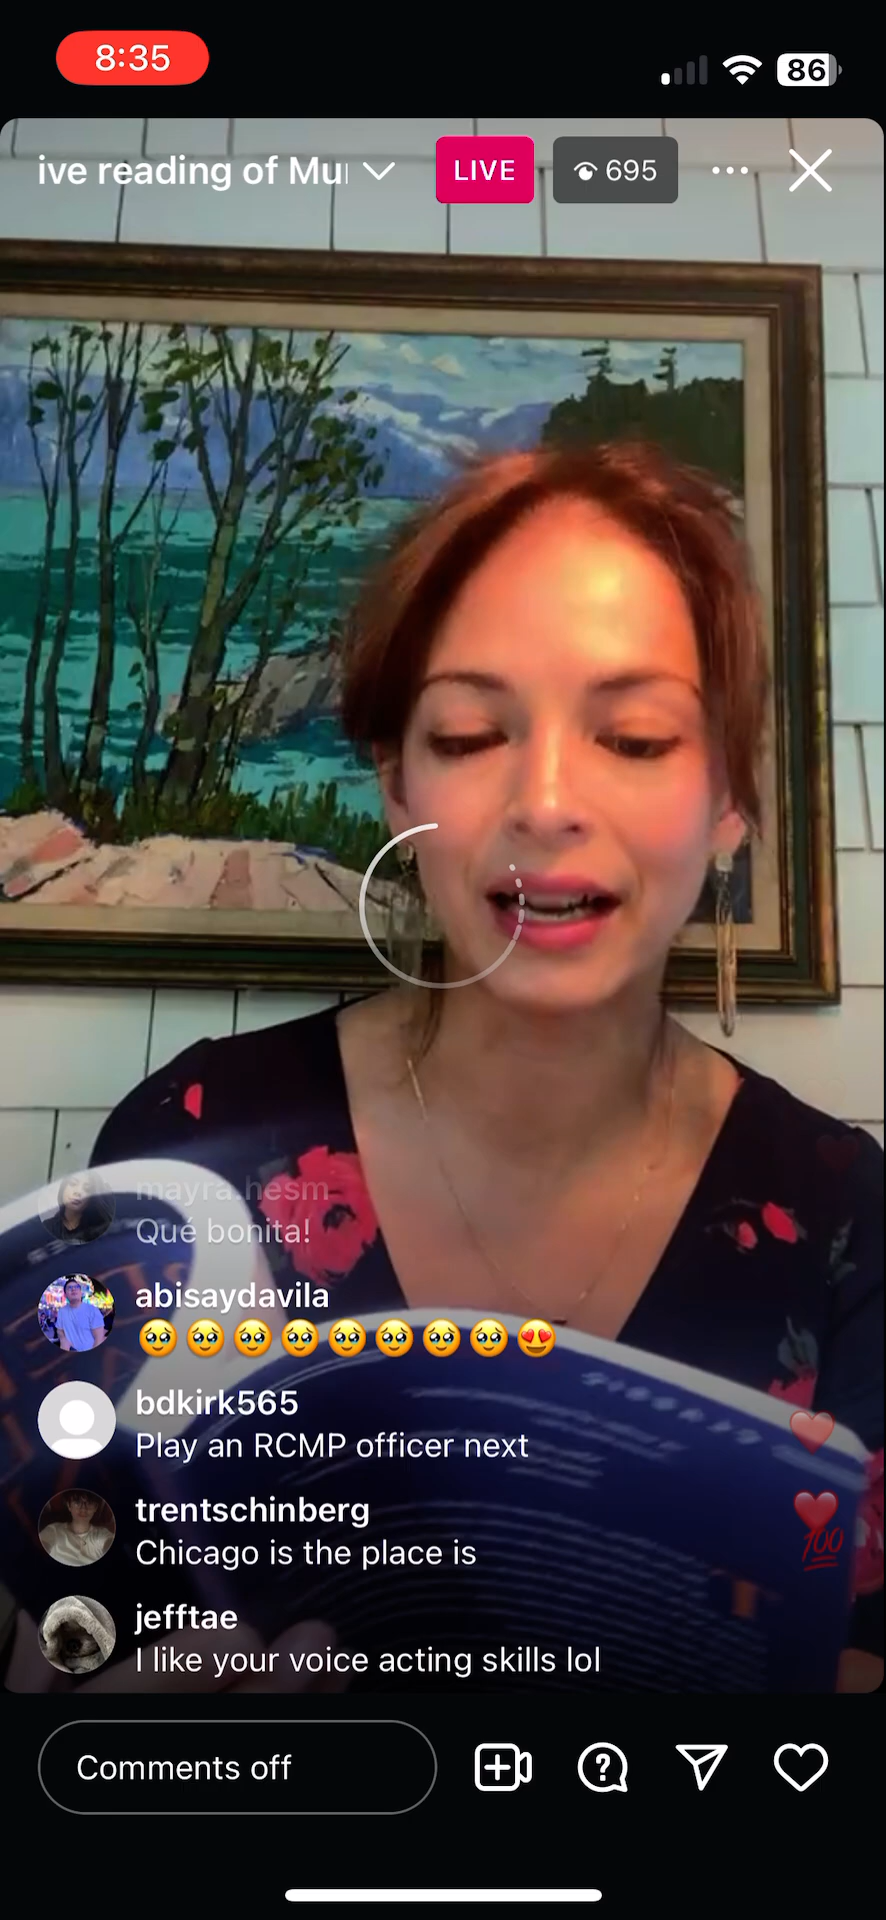 8:35
86
ive reading of Mu
LIVE
695
mayra.hesm
Qué bonita!
abisaydavila
🥹🥹🥹🥹🥹🥹🥹🥹😍
bdkirk565
Play an RCMP officer next
trentschinberg
Chicago is the place is
💯
jefftae
I like your voice acting skills lol
Comments off